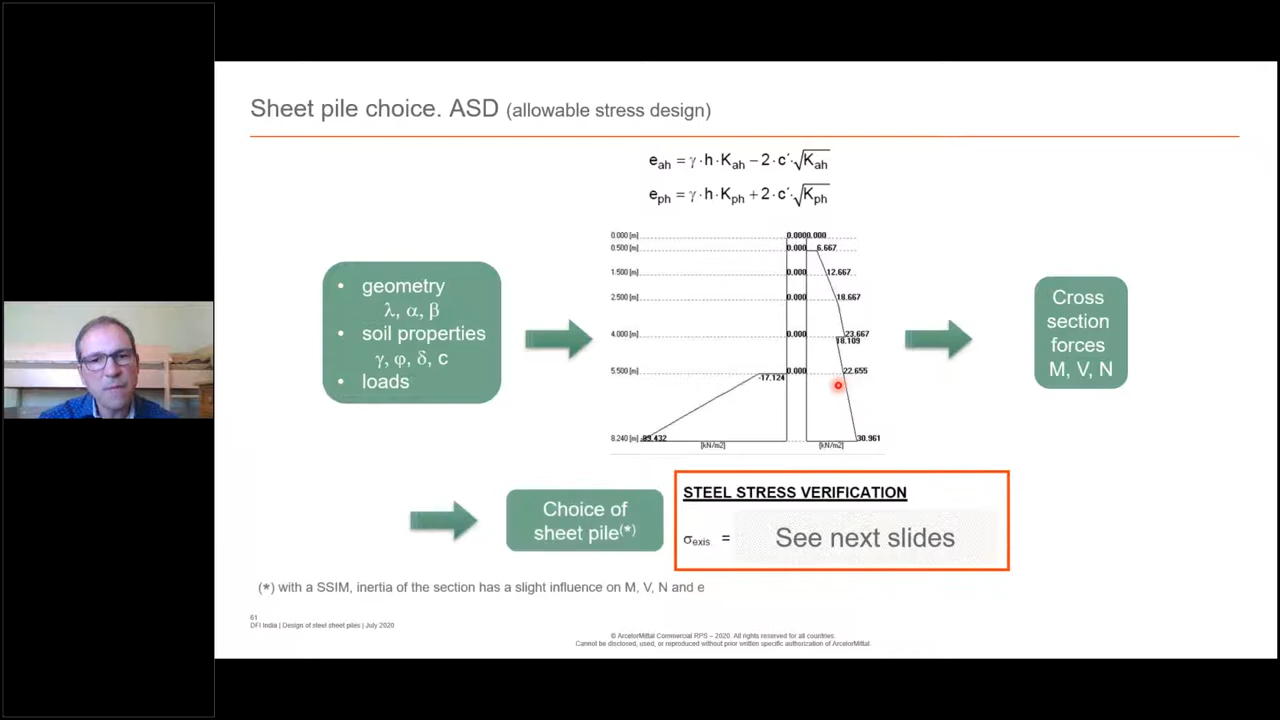 Sheet pile choice. ASD (allowable stress design)
e_ah = γ·h·K_ah − 2·c´·√K_ah
e_ph = γ·h·K_ph + 2·c´·√K_ph
• geometry
λ, α, β
• soil properties
γ, φ, δ, c
• loads
0.000 [m] 0.000 0.000
0.500 [m] 0.000 6.667
1.500 [m] 0.000 12.667
2.500 [m] 0.000 18.667
4.000 [m] 0.000 23.667
18.109
5.500 [m] 0.000 22.655
-17.124
8.240 [m] 30.961
[kN/m2] [kN/m2]
Cross
section
forces
M, V, N
Choice of
sheet pile(*)
STEEL STRESS VERIFICATION
σ_exis = See next slides
(*) with a SSIM, inertia of the section has a slight influence on M, V, N and e
61
DFI India | Design of steel sheet piles | July 2020
© ArcelorMittal Commercial RPS – 2020. All rights reserved for all countries.
Cannot be disclosed, used, or reproduced without prior written specific authorization of ArcelorMittal.